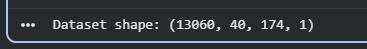 Dataset shape: (13060, 40, 174, 1)